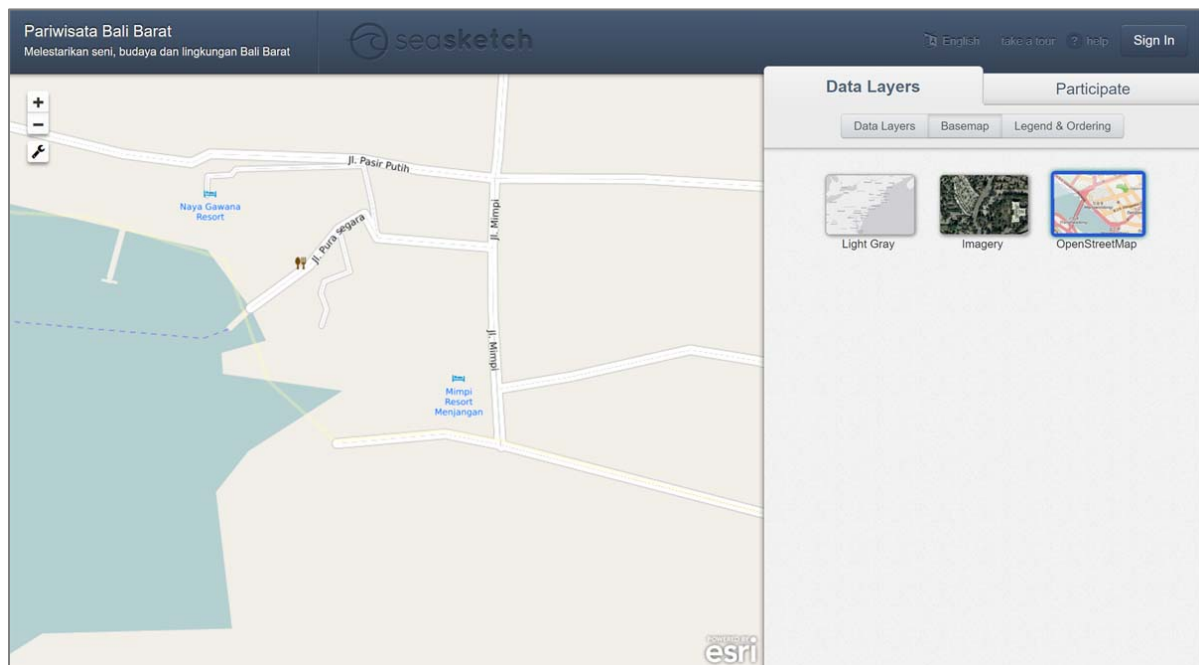 Pariwisata Bali Barat
Melestarikan seni, budaya dan lingkungan Bali Barat
seasketch
English take a tour ? help Sign In
Data Layers Participate
Data Layers Basemap Legend & Ordering
Light Gray Imagery OpenStreetMap
+
−
Jl. Pasir Putih
Naya Gawana
Resort
Jl. Mimpi
Jl. Pura segara
Jl. Mimpi
Mimpi
Resort
Menjangan
POWERED BY
esri